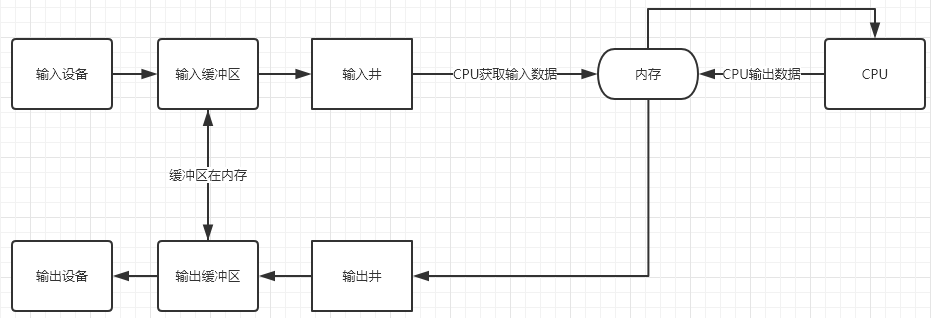 输入设备
输入缓冲区
输入井
CPU获取输入数据
内存
CPU输出数据
CPU
缓冲区在内存
输出设备
输出缓冲区
输出井